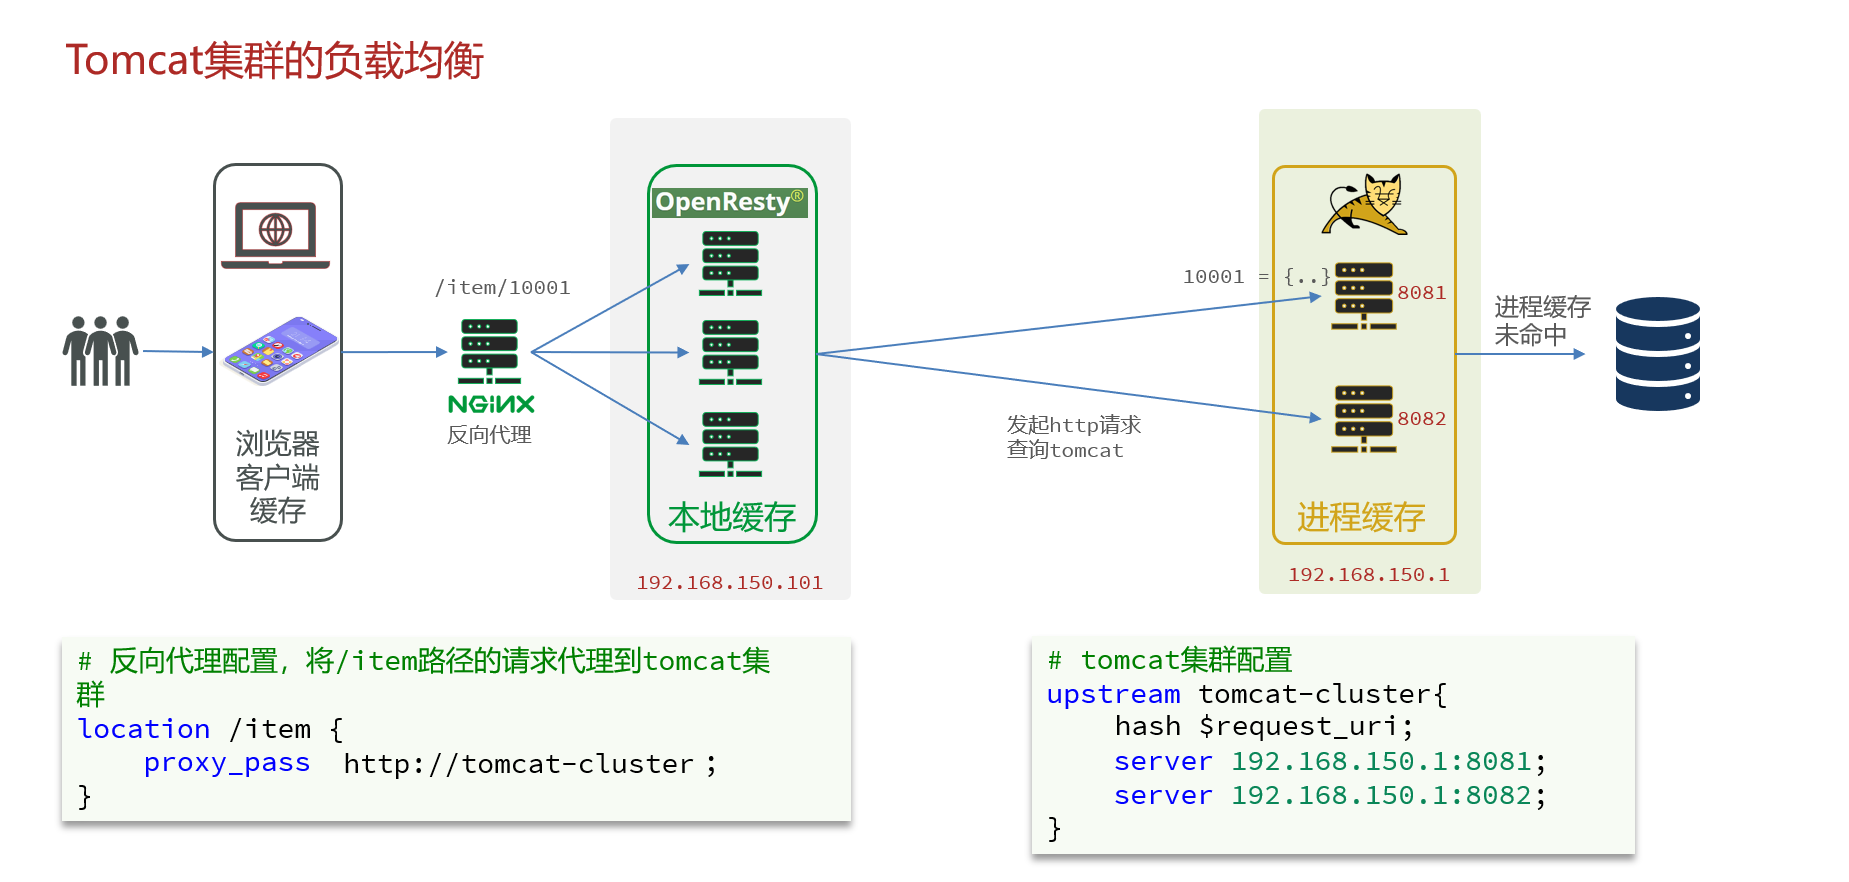 Tomcat集群的负载均衡
浏览器
客户端
缓存
/item/10001
NGINX
反向代理
OpenResty®
本地缓存
192.168.150.101
发起http请求
查询tomcat
10001 = {..}
8081
8082
进程缓存
192.168.150.1
进程缓存
未命中
# 反向代理配置，将/item路径的请求代理到tomcat集
群
location /item {
    proxy_pass  http://tomcat-cluster ;
}
# tomcat集群配置
upstream tomcat-cluster{
    hash $request_uri;
    server 192.168.150.1:8081;
    server 192.168.150.1:8082;
}